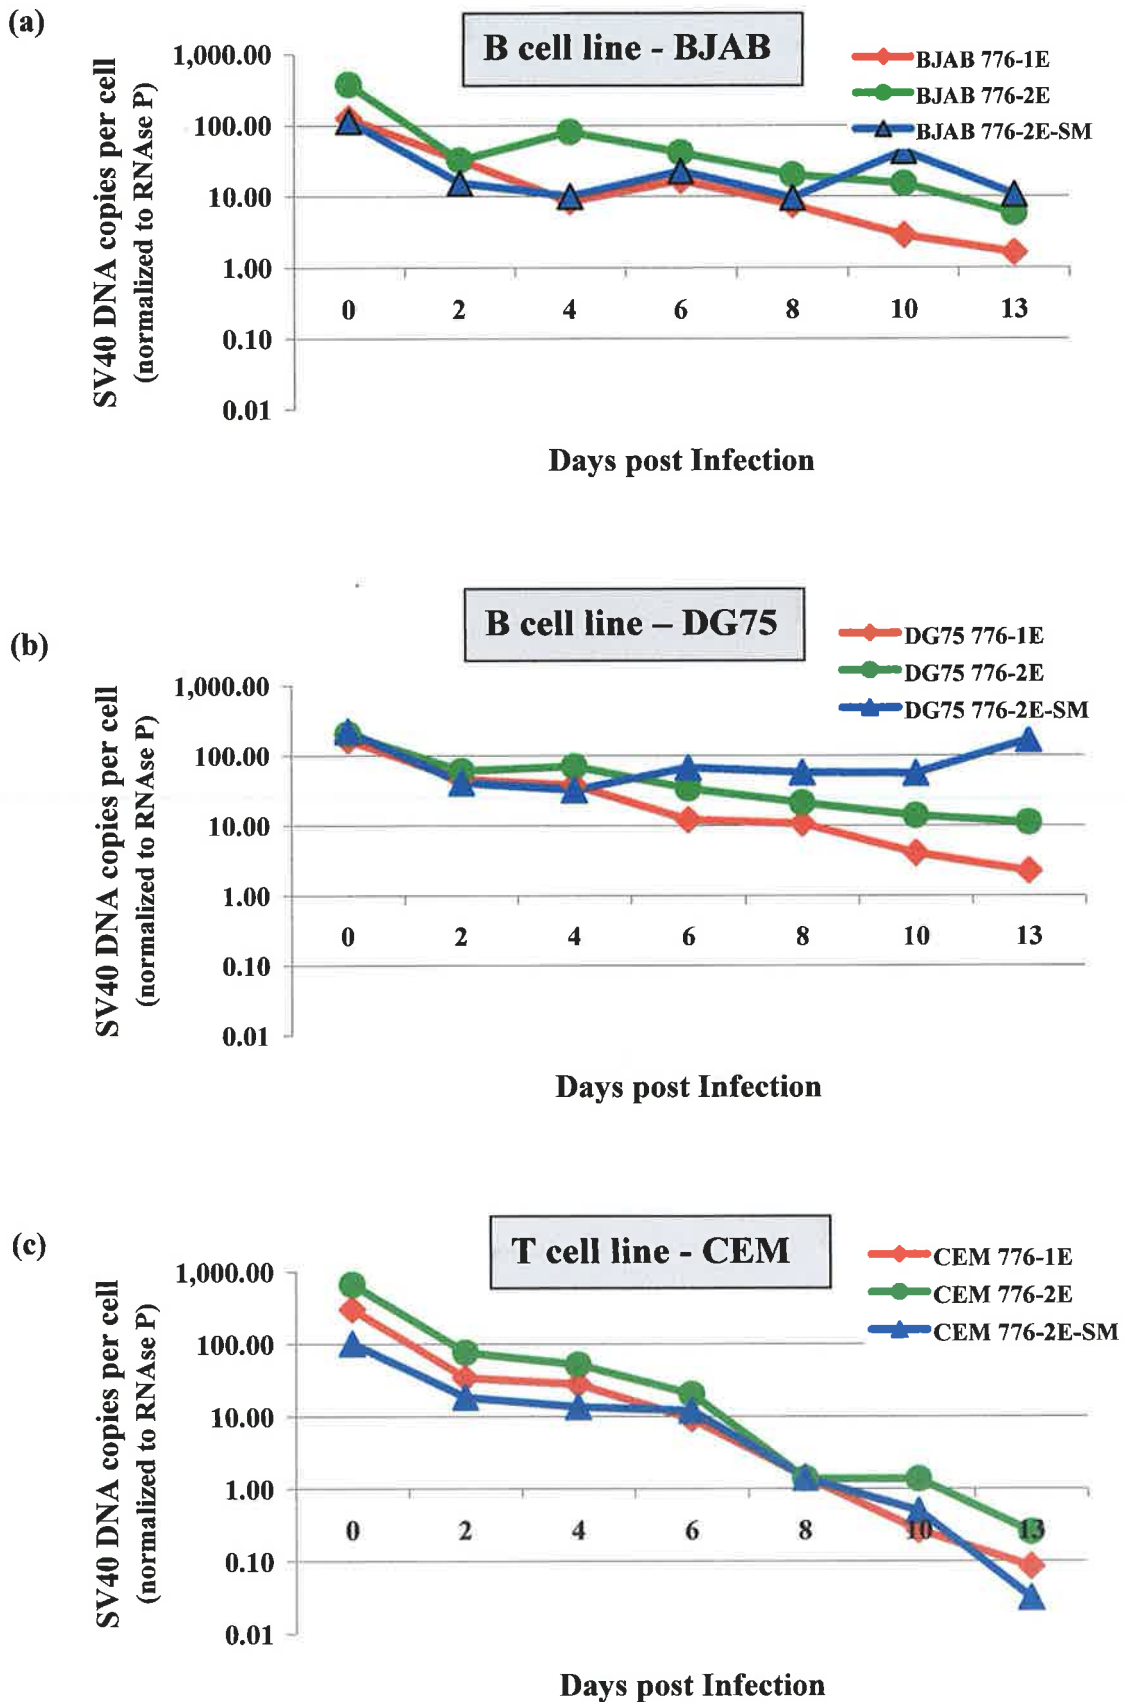 (a)
B cell line - BJAB
BJAB 776-1E
BJAB 776-2E
BJAB 776-2E-SM
SV40 DNA copies per cell
(normalized to RNAse P)
1,000.00
100.00
10.00
1.00
0.10
0.01
0 2 4 6 8 10 13
Days post Infection
(b)
B cell line – DG75
DG75 776-1E
DG75 776-2E
DG75 776-2E-SM
SV40 DNA copies per cell
(normalized to RNAse P)
1,000.00
100.00
10.00
1.00
0.10
0.01
0 2 4 6 8 10 13
Days post Infection
(c)
T cell line - CEM
CEM 776-1E
CEM 776-2E
CEM 776-2E-SM
SV40 DNA copies per cell
(normalized to RNAse P)
1,000.00
100.00
10.00
1.00
0.10
0.01
0 2 4 6 8 10 13
Days post Infection